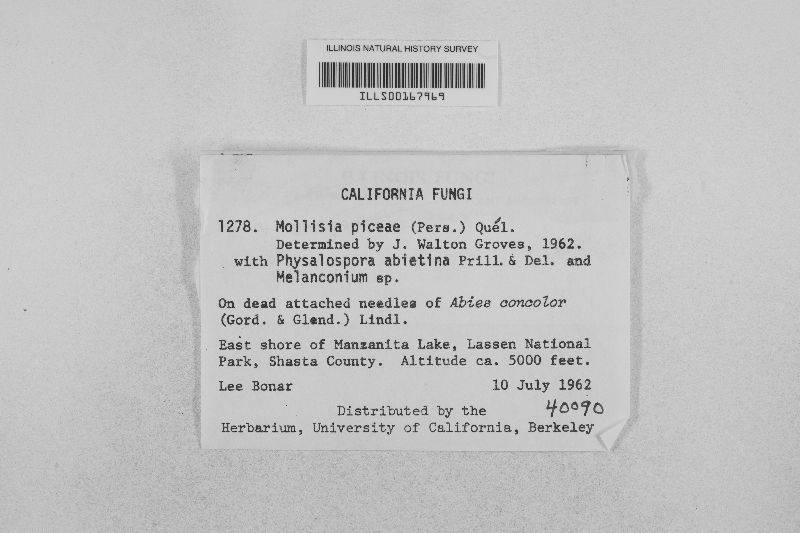 ILLINOIS NATURAL HISTORY SURVEY
ILLS00167969
CALIFORNIA FUNGI
1278. Mollisia piceae (Pers.) Quél.
Determined by J. Walton Groves, 1962.
with Physalospora abietina Prill. & Del. and
Melanconium sp.
On dead attached needles of Abies concolor
(Gord. & Glend.) Lindl.
East shore of Manzanita Lake, Lassen National
Park, Shasta County. Altitude ca. 5000 feet.
Lee Bonar 10 July 1962
Distributed by the 40090
Herbarium, University of California, Berkeley